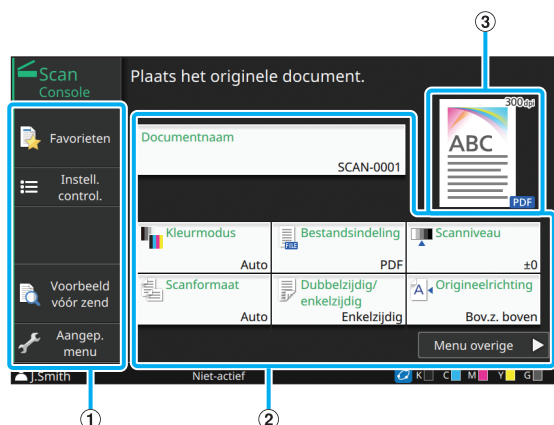 3
Scan
Console
Plaats het originele document.
300dpi
ABC
PDF
Favorieten
Instell.
control.
Voorbeeld
vóór zend
Aangep.
menu
Documentnaam
SCAN-0001
Kleurmodus
Auto
FILE
Bestandsindeling
PDF
Scanniveau
±0
Scanformaat
Auto
Dubbelzijdig/
enkelzijdig
Enkelzijdig
A
Origineelrichting
Bov.z. boven
Menu overige
J.Smith
Niet-actief
K C M Y G
1
2